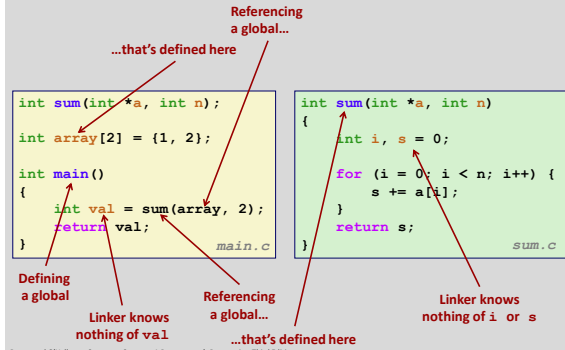 Referencing
a global...
...that's defined here
int sum(int *a, int n);
int array[2] = {1, 2};
int main()
{
int val = sum(array, 2);
return val;
}
main.c
int sum(int *a, int n)
{
int i, s = 0;
for (i = 0; i < n; i++) {
s += a[i];
}
return s;
}
sum.c
Defining
a global
Linker knows
nothing of val
Referencing
a global...
...that's defined here
Linker knows
nothing of i or s